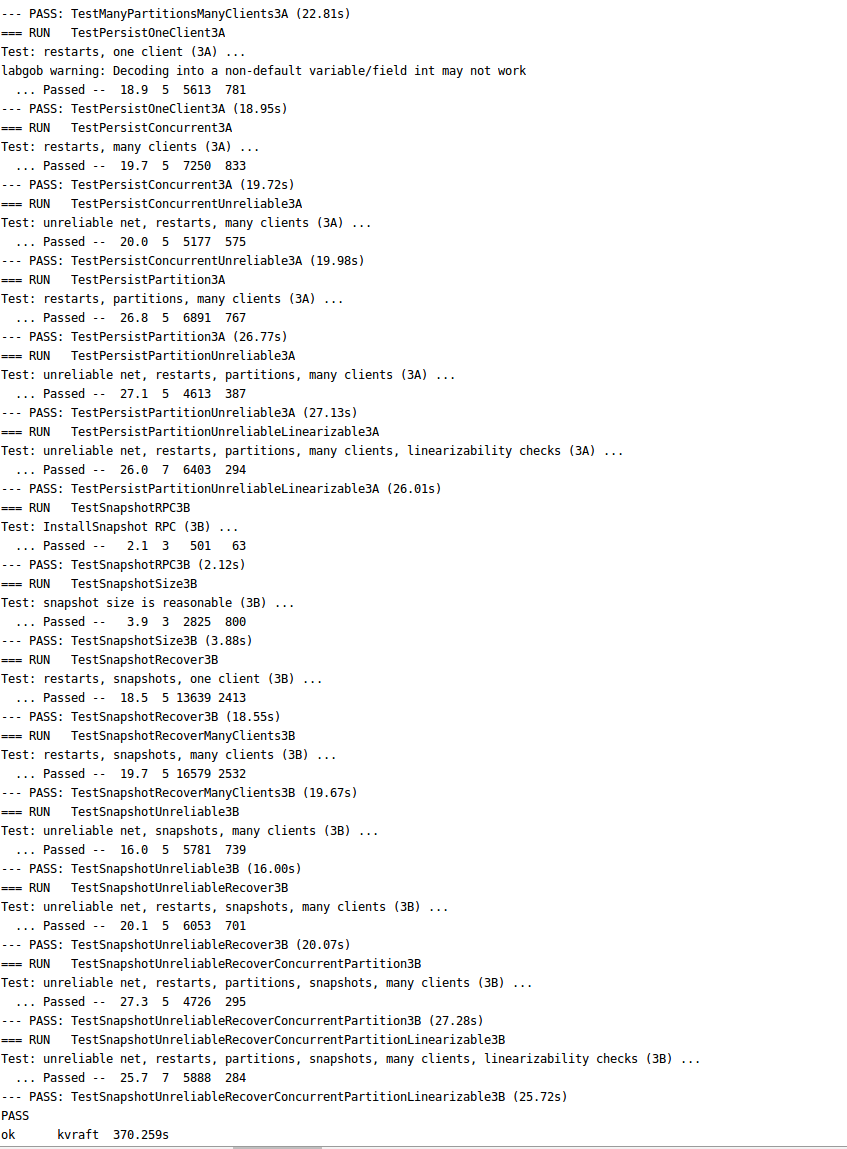 --- PASS: TestManyPartitionsManyClients3A (22.81s)
=== RUN   TestPersistOneClient3A
Test: restarts, one client (3A) ...
labgob warning: Decoding into a non-default variable/field int may not work
  ... Passed --  18.9  5  5613  781
--- PASS: TestPersistOneClient3A (18.95s)
=== RUN   TestPersistConcurrent3A
Test: restarts, many clients (3A) ...
  ... Passed --  19.7  5  7250  833
--- PASS: TestPersistConcurrent3A (19.72s)
=== RUN   TestPersistConcurrentUnreliable3A
Test: unreliable net, restarts, many clients (3A) ...
  ... Passed --  20.0  5  5177  575
--- PASS: TestPersistConcurrentUnreliable3A (19.98s)
=== RUN   TestPersistPartition3A
Test: restarts, partitions, many clients (3A) ...
  ... Passed --  26.8  5  6891  767
--- PASS: TestPersistPartition3A (26.77s)
=== RUN   TestPersistPartitionUnreliable3A
Test: unreliable net, restarts, partitions, many clients (3A) ...
  ... Passed --  27.1  5  4613  387
--- PASS: TestPersistPartitionUnreliable3A (27.13s)
=== RUN   TestPersistPartitionUnreliableLinearizable3A
Test: unreliable net, restarts, partitions, many clients, linearizability checks (3A) ...
  ... Passed --  26.0  7  6403  294
--- PASS: TestPersistPartitionUnreliableLinearizable3A (26.01s)
=== RUN   TestSnapshotRPC3B
Test: InstallSnapshot RPC (3B) ...
  ... Passed --   2.1  3   501   63
--- PASS: TestSnapshotRPC3B (2.12s)
=== RUN   TestSnapshotSize3B
Test: snapshot size is reasonable (3B) ...
  ... Passed --   3.9  3  2825  800
--- PASS: TestSnapshotSize3B (3.88s)
=== RUN   TestSnapshotRecover3B
Test: restarts, snapshots, one client (3B) ...
  ... Passed --  18.5  5 13639 2413
--- PASS: TestSnapshotRecover3B (18.55s)
=== RUN   TestSnapshotRecoverManyClients3B
Test: restarts, snapshots, many clients (3B) ...
  ... Passed --  19.7  5 16579 2532
--- PASS: TestSnapshotRecoverManyClients3B (19.67s)
=== RUN   TestSnapshotUnreliable3B
Test: unreliable net, snapshots, many clients (3B) ...
  ... Passed --  16.0  5  5781  739
--- PASS: TestSnapshotUnreliable3B (16.00s)
=== RUN   TestSnapshotUnreliableRecover3B
Test: unreliable net, restarts, snapshots, many clients (3B) ...
  ... Passed --  20.1  5  6053  701
--- PASS: TestSnapshotUnreliableRecover3B (20.07s)
=== RUN   TestSnapshotUnreliableRecoverConcurrentPartition3B
Test: unreliable net, restarts, partitions, snapshots, many clients (3B) ...
  ... Passed --  27.3  5  4726  295
--- PASS: TestSnapshotUnreliableRecoverConcurrentPartition3B (27.28s)
=== RUN   TestSnapshotUnreliableRecoverConcurrentPartitionLinearizable3B
Test: unreliable net, restarts, partitions, snapshots, many clients, linearizability checks (3B) ...
  ... Passed --  25.7  7  5888  284
--- PASS: TestSnapshotUnreliableRecoverConcurrentPartitionLinearizable3B (25.72s)
PASS
ok      kvraft  370.259s